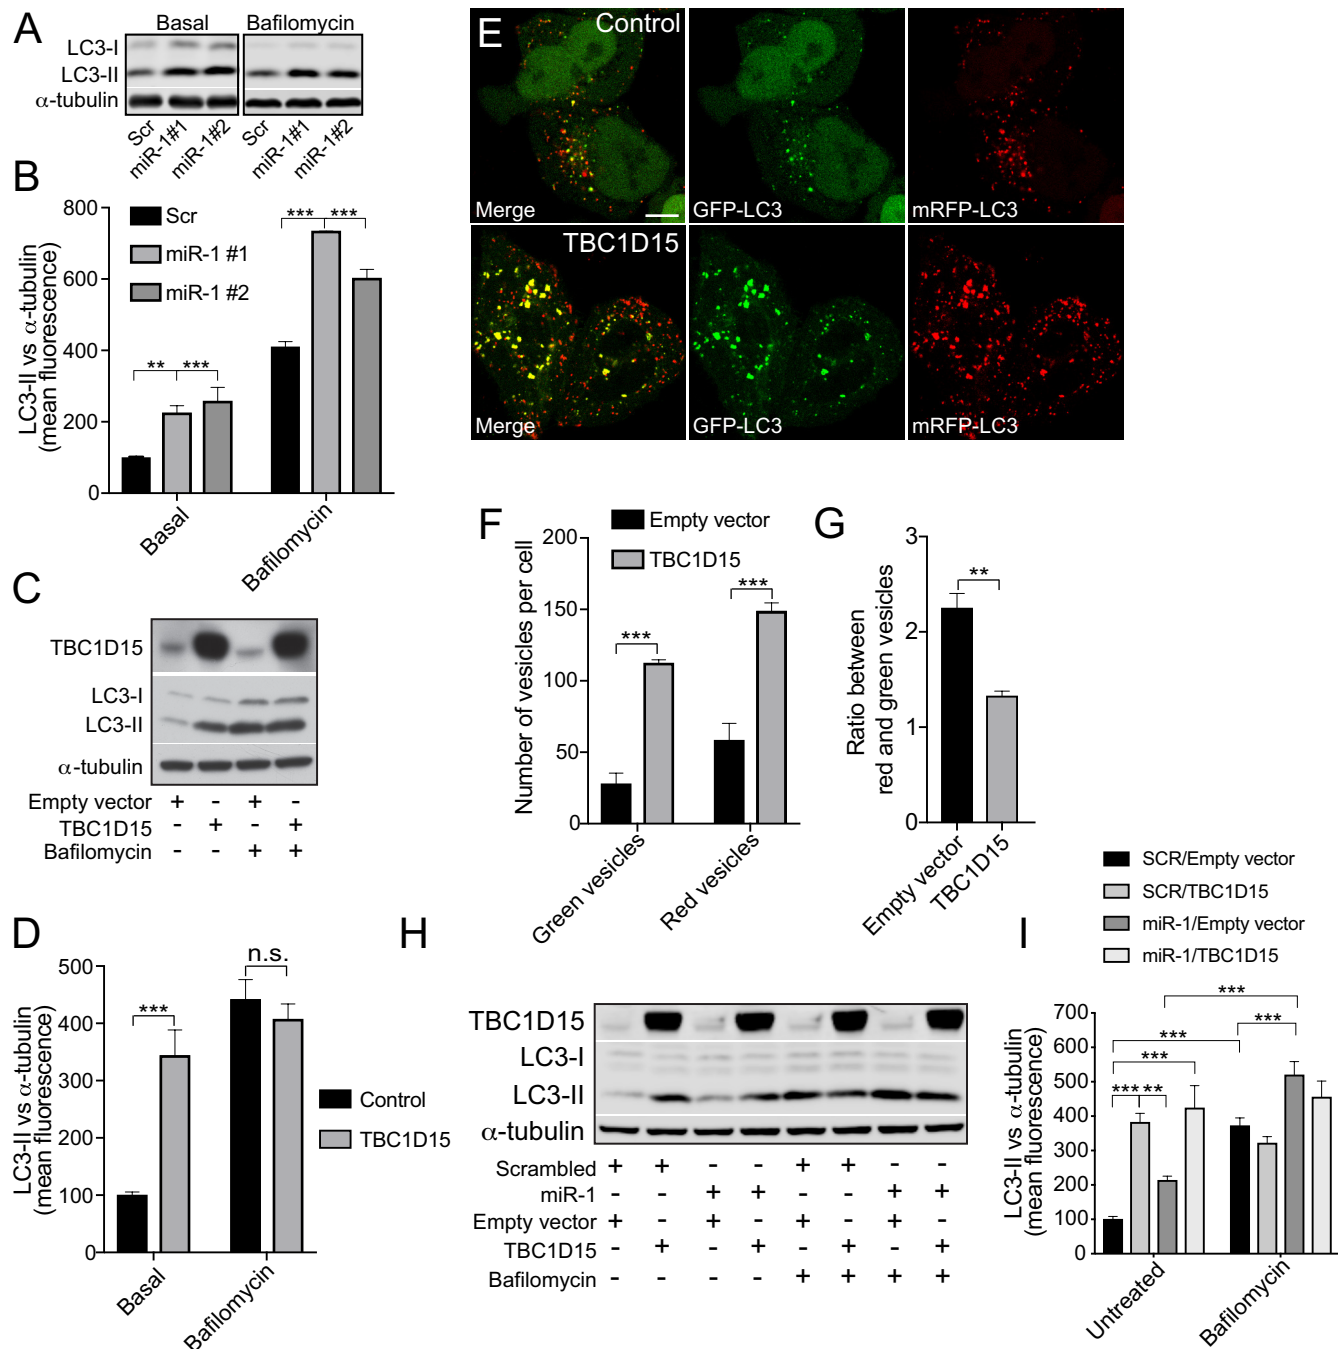 A
Basal
Bafilomycin
LC3-I
LC3-II
α-tubulin
Scr
miR-1#1
miR-1#2
Scr
miR-1#1
miR-1#2
B
LC3-II vs α-tubulin
(mean fluorescence)
800
600
400
200
0
Scr
miR-1 #1
miR-1 #2
** ***
*** ***
Basal
Bafilomycin
C
TBC1D15
LC3-I
LC3-II
α-tubulin
Empty vector + - + -
TBC1D15 - + - +
Bafilomycin - - + +
D
LC3-II vs α-tubulin
(mean fluorescence)
500
400
300
200
100
0
***
n.s.
Control
TBC1D15
Basal
Bafilomycin
E
Control
Merge
GFP-LC3
mRFP-LC3
TBC1D15
Merge
GFP-LC3
mRFP-LC3
F
Number of vesicles per cell
200
150
100
50
0
Empty vector
TBC1D15
***
***
Green vesicles
Red vesicles
G
Ratio between
red and green vesicles
3
2
1
0
**
Empty vector
TBC1D15
H
TBC1D15
LC3-I
LC3-II
α-tubulin
Scrambled + + - - + + - -
miR-1 - - + + - - + +
Empty vector + - + - + - + -
TBC1D15 - + - + - + - +
Bafilomycin - - - - + + + +
I
SCR/Empty vector
SCR/TBC1D15
miR-1/Empty vector
miR-1/TBC1D15
LC3-II vs α-tubulin
(mean fluorescence)
700
600
500
400
300
200
100
0
***
***
***
***
*** **
Untreated
Bafilomycin